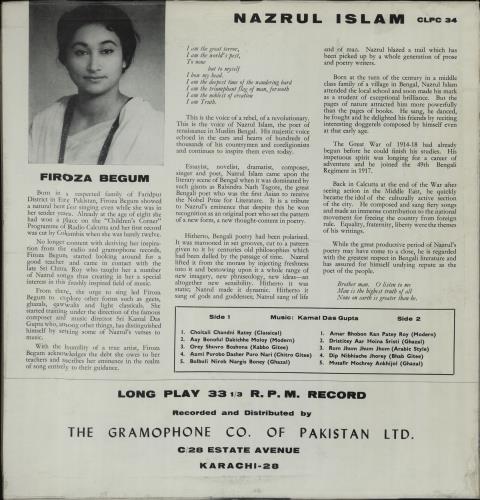 NAZRUL ISLAM CLPC 34
FIROZA BEGUM
Born in a respected family of Faridpur
District in East Pakistan, Firoza Begum showed
a natural bent for singing even while she was in
her tender years. Already at the age of eight she
had won a place on the "Children's Corner"
Programme of Radio Calcutta and her first record
was cut by Columbia when she was barely twelve.
No longer content with deriving her inspira-
tion from the radio and gramophone records,
Firoza Begum, started looking around for a
good teacher and came in contact with the
late Sri Chitta Roy who taught her a number
of Nazrul songs thus creating in her a special
interest in this freshly inspired field of music.
From there, the urge to sing led Firoza
Begum to explore other forms such as geets,
ghazals, qawwalis and light classicals. She
started training under the direction of the famous
composer and music director Sri Kamal Das
Gupta who, among other things, has distinguished
himself by setting some of Nazrul's verses to
music.
With the humility of a true artist, Firoza
Begum acknowledges the debt she owes to her
teachers and sacrifices her eminence in the realm
of song entirely to their guidance.
I am the great terror,
I am the world's pest,
To none
but to myself
I bow my head.
I am the deepest tune of the wandering bard
I am the triumphant flag of man, forsooth
I am the noblest of creation
I am Truth.
This is the voice of a rebel, of a revolutionary.
This is the voice of Nazrul Islam, the poet of
renaissance in Muslim Bengal. His majestic voice
echoed in the ears and hearts of hundreds of
thousands of his countrymen and coreligionists
and continues to inspire them even today.
Essayist, novelist, dramatist, composer,
singer and poet, Nazrul Islam came upon the
literary scene of Bengal when it was dominated by
such giants as Rabindra Nath Tagore, the great
Bengali poet who was the first Asian to receive
the Nobel Prize for Literature. It is a tribute
to Nazrul's eminence that despite this he won
recognition as an original poet who set the pattern
of a new form, a new thought-content in poetry.
Hitherto, Bengali poetry had been polarised.
It was marooned in set grooves, cut to a pattern
given to it by centuries old philosophies which
had been dulled by the passage of time. Nazrul
lifted it from the morass by injecting freshness
into it and bestowing upon it a whole range of
new imagery, new phraseology, new ideas—an
altogether new sensibility. Hitherto it was
static; Nazrul made it dynamic. Hitherto it
sang of gods and goddesses; Nazrul sang of life
and of man. Nazrul blazed a trail which has
been picked up by a whole generation of prose
and poetry writers.
Born at the turn of the century in a middle
class family of a village in Bengal, Nazrul Islam
attended the local school and soon made his mark
as a student of exceptional brilliance. But the
pages of nature attracted him more powerfully
than the pages of books. He sang, he danced,
he fought and he delighted his friends by reciting
interesting doggerels composed by himself even
at that early age.
The Great War of 1914-18 had already
begun before he could finish his studies. His
impetuous spirit was longing for a career of
adventure and he joined the 49th Bengali
Regiment in 1917.
Back in Calcutta at the end of the War after
seeing action in the Middle East, he quickly
became the idol of the culturally active section
of the city. He composed and sang fiery songs
and made an immense contribution to the national
movement for freeing the country from foreign
rule. Equality, fraternity, liberty were the themes
of his writings.
While the great productive period of Nazrul's
poetry may have come to a close, he is regarded
with the greatest respect in Bengali literature and
has assured for himself undying repute as the
poet of the people.
Brother man. O listen to me
Man is the highest truth of all
None on earth is greater than he.
Side 1 Music: Kamal Das Gupta Side 2
1. Choitali Chandni Ratey (Classical)
2. Aay Bonoful Dakichhe Moloy (Modern)
3. Orey Shuvro Boshona (Kabbo Gitee)
4. Aami Purobo Dasher Puro Nari (Chitro Gitee)
5. Bulbuli Nirob Nargis Boney (Ghazal)
1. Amar Bhobon Kan Patey Roy (Modern)
2. Dristitey Aar Hoina Sristi (Ghazal)
3. Rum Jhum Jhum Jhum (Arabic Style)
4. Dip Nibhiache Jhorey (Bhab Gitee)
5. Musafir Mochrey Ankhijol (Ghazal)
LONG PLAY 33 1/3 R. P. M. RECORD
Recorded and Distributed by
THE GRAMOPHONE CO. OF PAKISTAN LTD.
C/28 ESTATE AVENUE
KARACHI-28